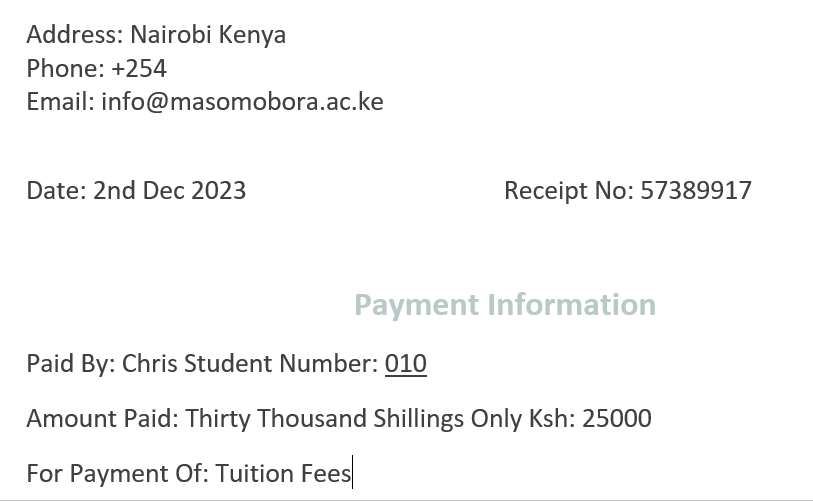 Address: Nairobi Kenya
Phone: +254
Email: info@masomobora.ac.ke
Date: 2nd Dec 2023 Receipt No: 57389917
Payment Information
Paid By: Chris Student Number: 010
Amount Paid: Thirty Thousand Shillings Only Ksh: 25000
For Payment Of: Tuition Fees